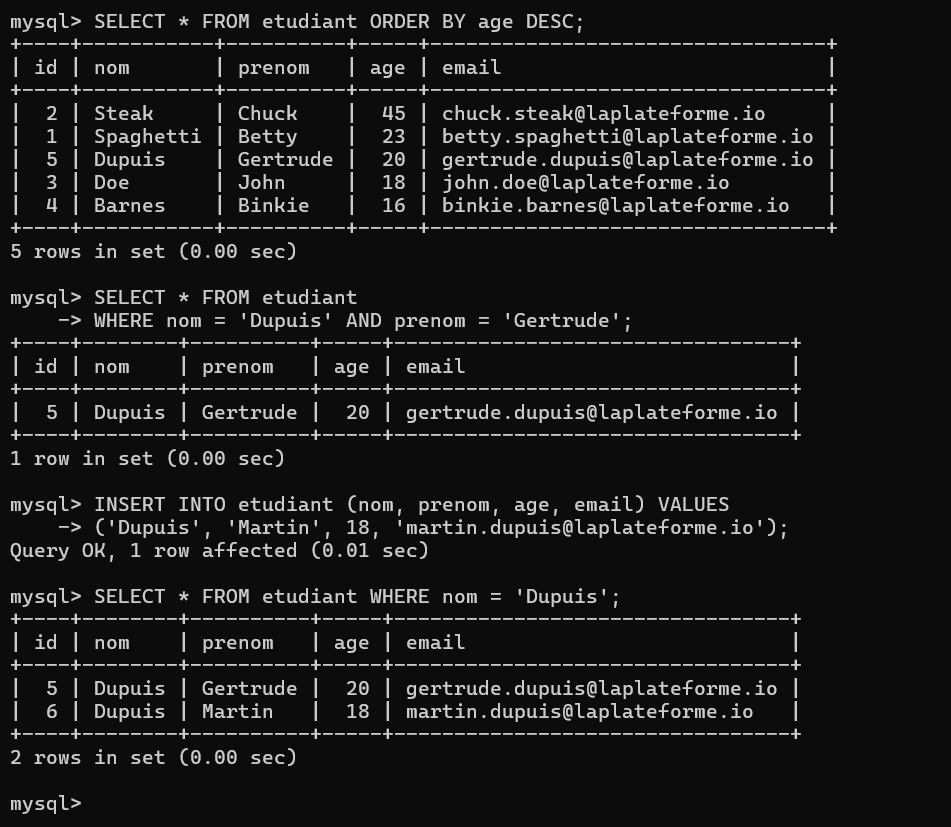 mysql> SELECT * FROM etudiant ORDER BY age DESC;
+----+-----------+----------+-----+---------------------------------+
| id | nom       | prenom   | age | email                           |
+----+-----------+----------+-----+---------------------------------+
|  2 | Steak     | Chuck    |  45 | chuck.steak@laplateforme.io     |
|  1 | Spaghetti | Betty    |  23 | betty.spaghetti@laplateforme.io |
|  5 | Dupuis    | Gertrude |  20 | gertrude.dupuis@laplateforme.io |
|  3 | Doe       | John     |  18 | john.doe@laplateforme.io        |
|  4 | Barnes    | Binkie   |  16 | binkie.barnes@laplateforme.io   |
+----+-----------+----------+-----+---------------------------------+
5 rows in set (0.00 sec)

mysql> SELECT * FROM etudiant
    -> WHERE nom = 'Dupuis' AND prenom = 'Gertrude';
+----+--------+----------+-----+---------------------------------+
| id | nom    | prenom   | age | email                           |
+----+--------+----------+-----+---------------------------------+
|  5 | Dupuis | Gertrude |  20 | gertrude.dupuis@laplateforme.io |
+----+--------+----------+-----+---------------------------------+
1 row in set (0.00 sec)

mysql> INSERT INTO etudiant (nom, prenom, age, email) VALUES
    -> ('Dupuis', 'Martin', 18, 'martin.dupuis@laplateforme.io');
Query OK, 1 row affected (0.01 sec)

mysql> SELECT * FROM etudiant WHERE nom = 'Dupuis';
+----+--------+----------+-----+---------------------------------+
| id | nom    | prenom   | age | email                           |
+----+--------+----------+-----+---------------------------------+
|  5 | Dupuis | Gertrude |  20 | gertrude.dupuis@laplateforme.io |
|  6 | Dupuis | Martin   |  18 | martin.dupuis@laplateforme.io   |
+----+--------+----------+-----+---------------------------------+
2 rows in set (0.00 sec)

mysql>